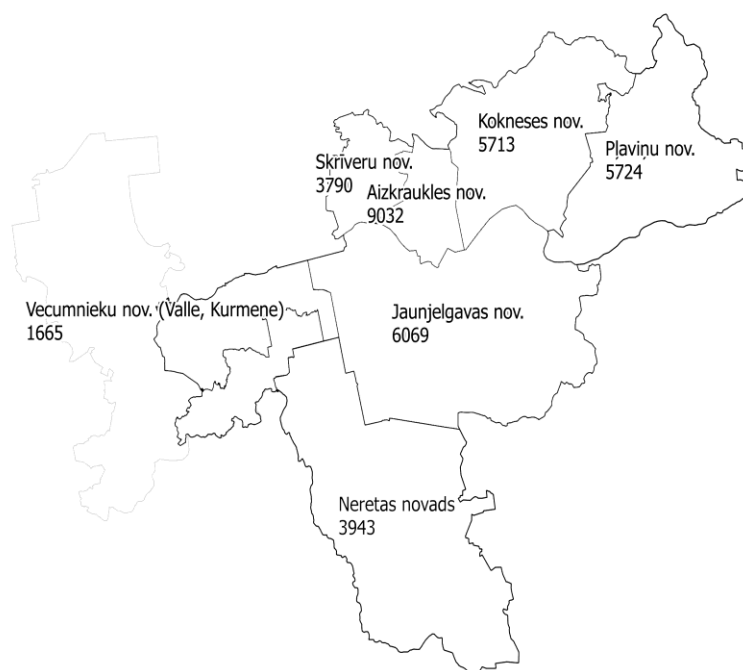 Kokneses nov.
5713
Pļaviņu nov.
5724
Skrīveru nov.
3790
Aizkraukles nov.
9032
Vecumnieku nov. (Valle, Kurmene)
1665
Jaunjelgavas nov.
6069
Neretas novads
3943